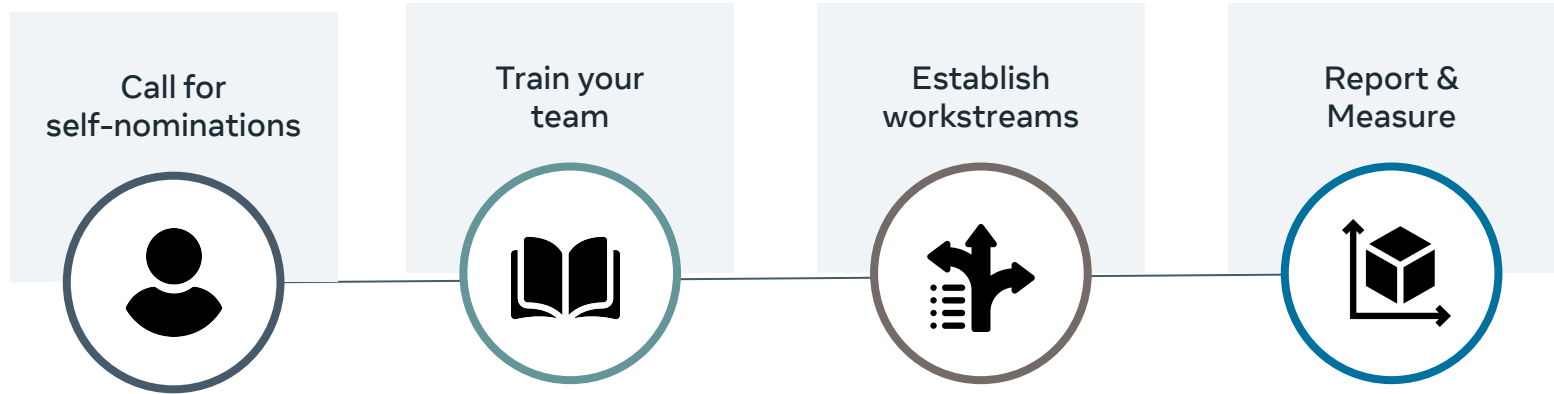 Call for
self-nominations
Train your
team
Establish
workstreams
Report &
Measure